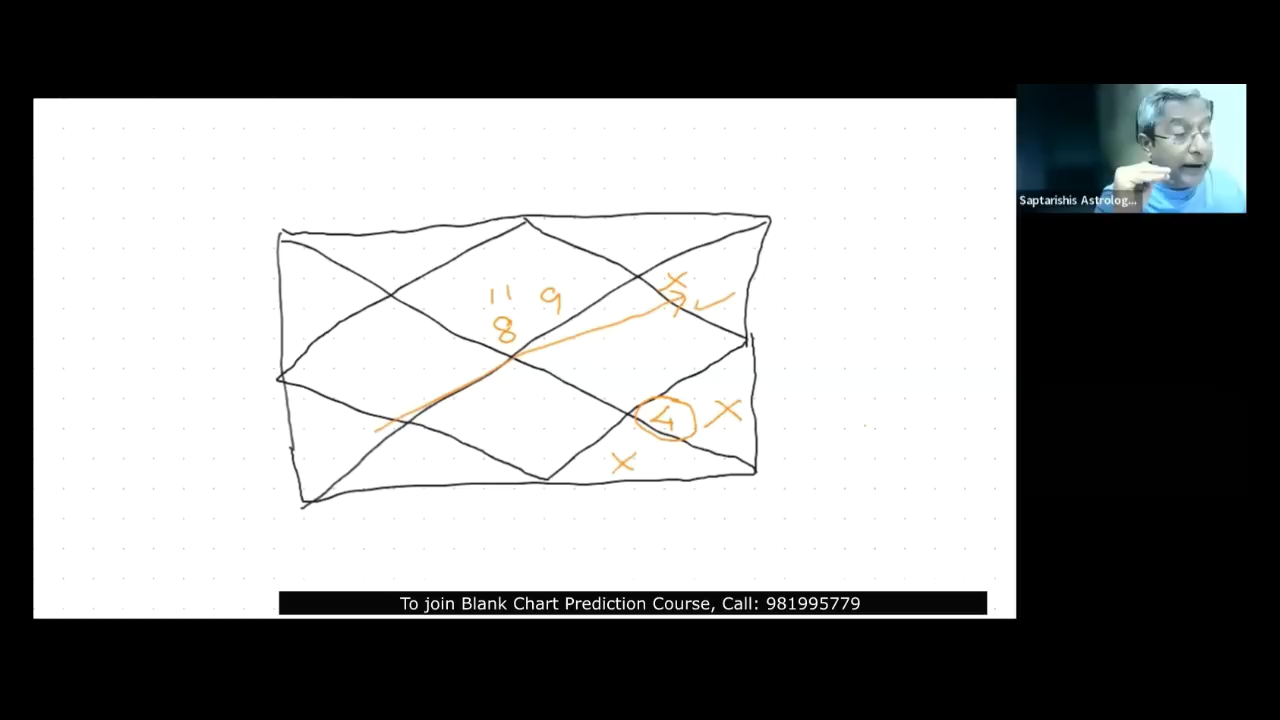 Saptarishis Astrolog...
11 9
8
x
4 x
x
To join Blank Chart Prediction Course, Call: 981995779